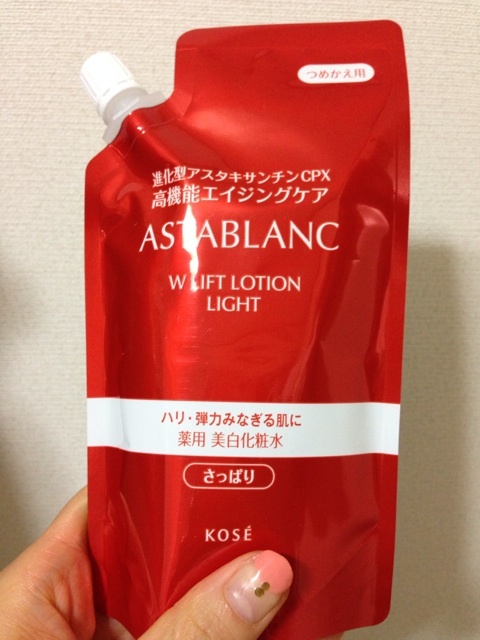 つめかえ用
進化型アスタキサンチンCPX
高機能エイジングケア
ASTABLANC
W LIFT LOTION
LIGHT
ハリ・弾力みなぎる肌に
薬用 美白化粧水
さっぱり
KOSÉ